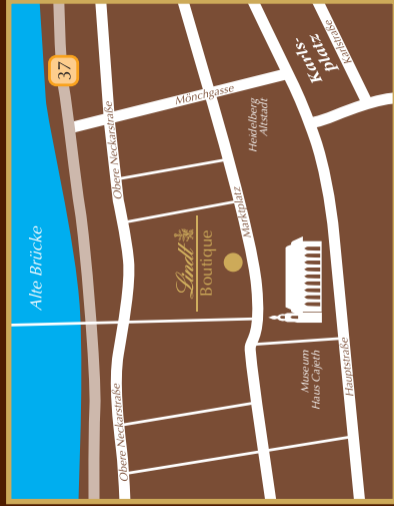 37
Karls-
platz
Karlstraße
Mönchgasse
Heidelberg
Altstadt
Obere Neckarstraße
Marktplatz
Alte Brücke
Lindt
Boutique
Museum
Haus Cajeth
Hauptstraße
Obere Neckarstraße